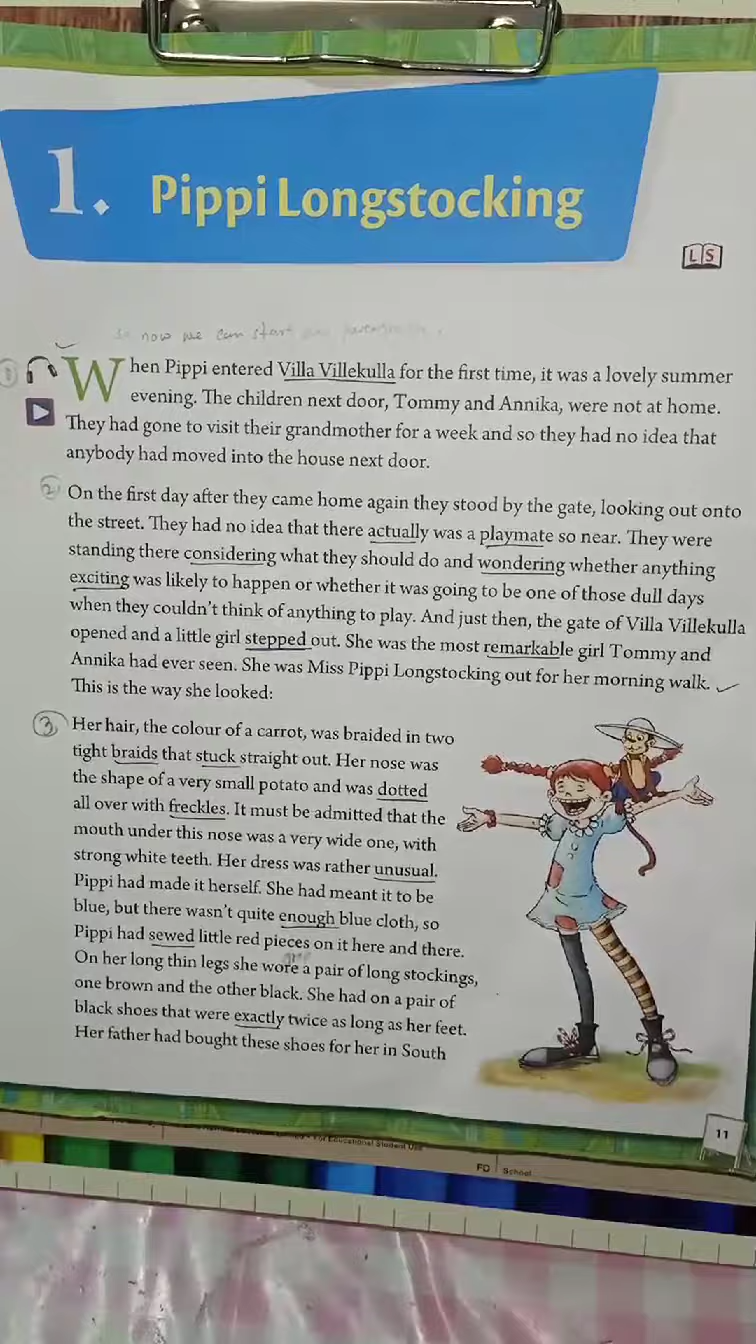 1. Pippi Longstocking
L S
so now we can start
1
When Pippi entered Villa Villekulla for the first time, it was a lovely summer
evening. The children next door, Tommy and Annika, were not at home.
They had gone to visit their grandmother for a week and so they had no idea that
anybody had moved into the house next door.
2 On the first day after they came home again they stood by the gate, looking out onto
the street. They had no idea that there actually was a playmate so near. They were
standing there considering what they should do and wondering whether anything
exciting was likely to happen or whether it was going to be one of those dull days
when they couldn't think of anything to play. And just then, the gate of Villa Villekulla
opened and a little girl stepped out. She was the most remarkable girl Tommy and
Annika had ever seen. She was Miss Pippi Longstocking out for her morning walk.
This is the way she looked:
3 Her hair, the colour of a carrot, was braided in two
tight braids that stuck straight out. Her nose was
the shape of a very small potato and was dotted
all over with freckles. It must be admitted that the
mouth under this nose was a very wide one, with
strong white teeth. Her dress was rather unusual.
Pippi had made it herself. She had meant it to be
blue, but there wasn't quite enough blue cloth, so
Pippi had sewed little red pieces on it here and there.
On her long thin legs she wore a pair of long stockings,
one brown and the other black. She had on a pair of
black shoes that were exactly twice as long as her feet.
Her father had bought these shoes for her in South
11
For Educational Student Use
FD School